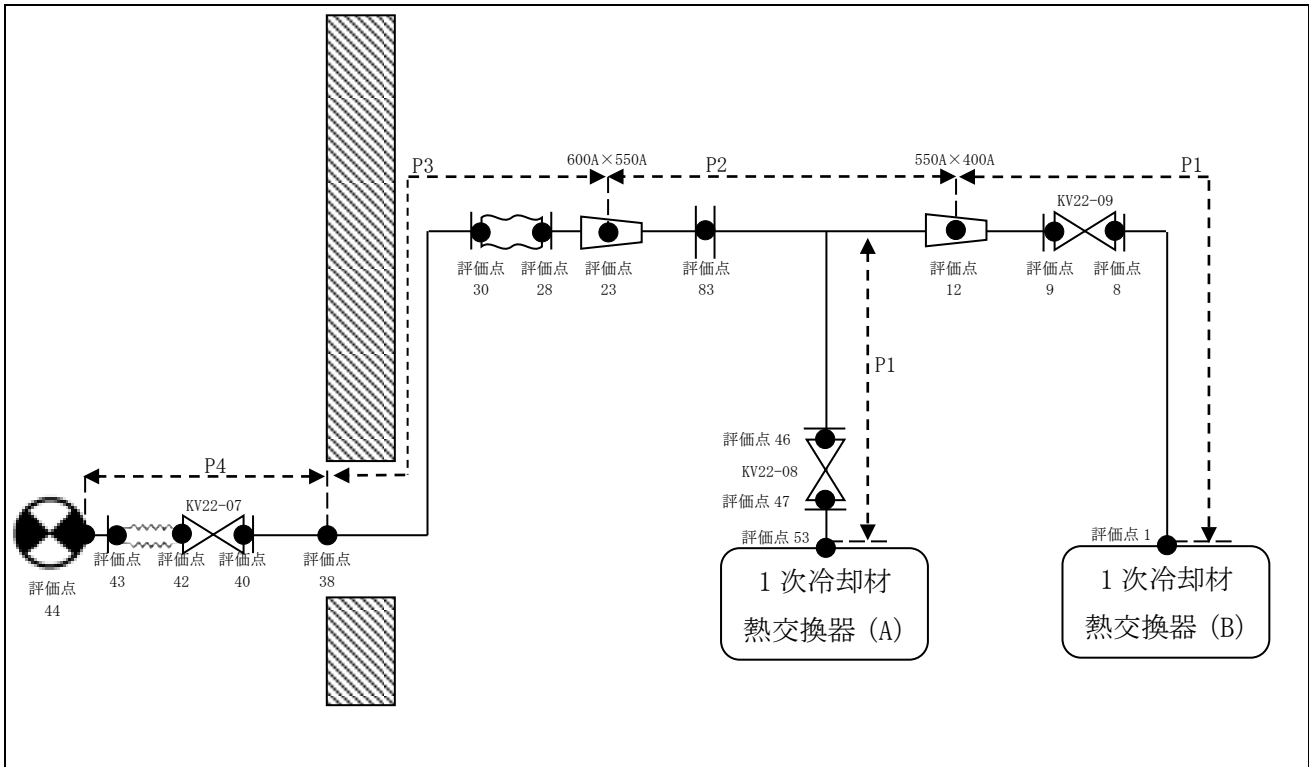 P3
600A×550A
P2
550A×400A
P1
KV22-09
評価点
30
評価点
28
評価点
23
評価点
83
評価点
12
評価点
9
評価点
8
P1
評価点 46
KV22-08
評価点 47
P4
KV22-07
評価点
44
評価点
43
評価点
42
評価点
40
評価点
38
評価点 53
評価点 1
1 次冷却材
熱交換器 (A)
1 次冷却材
熱交換器 (B)